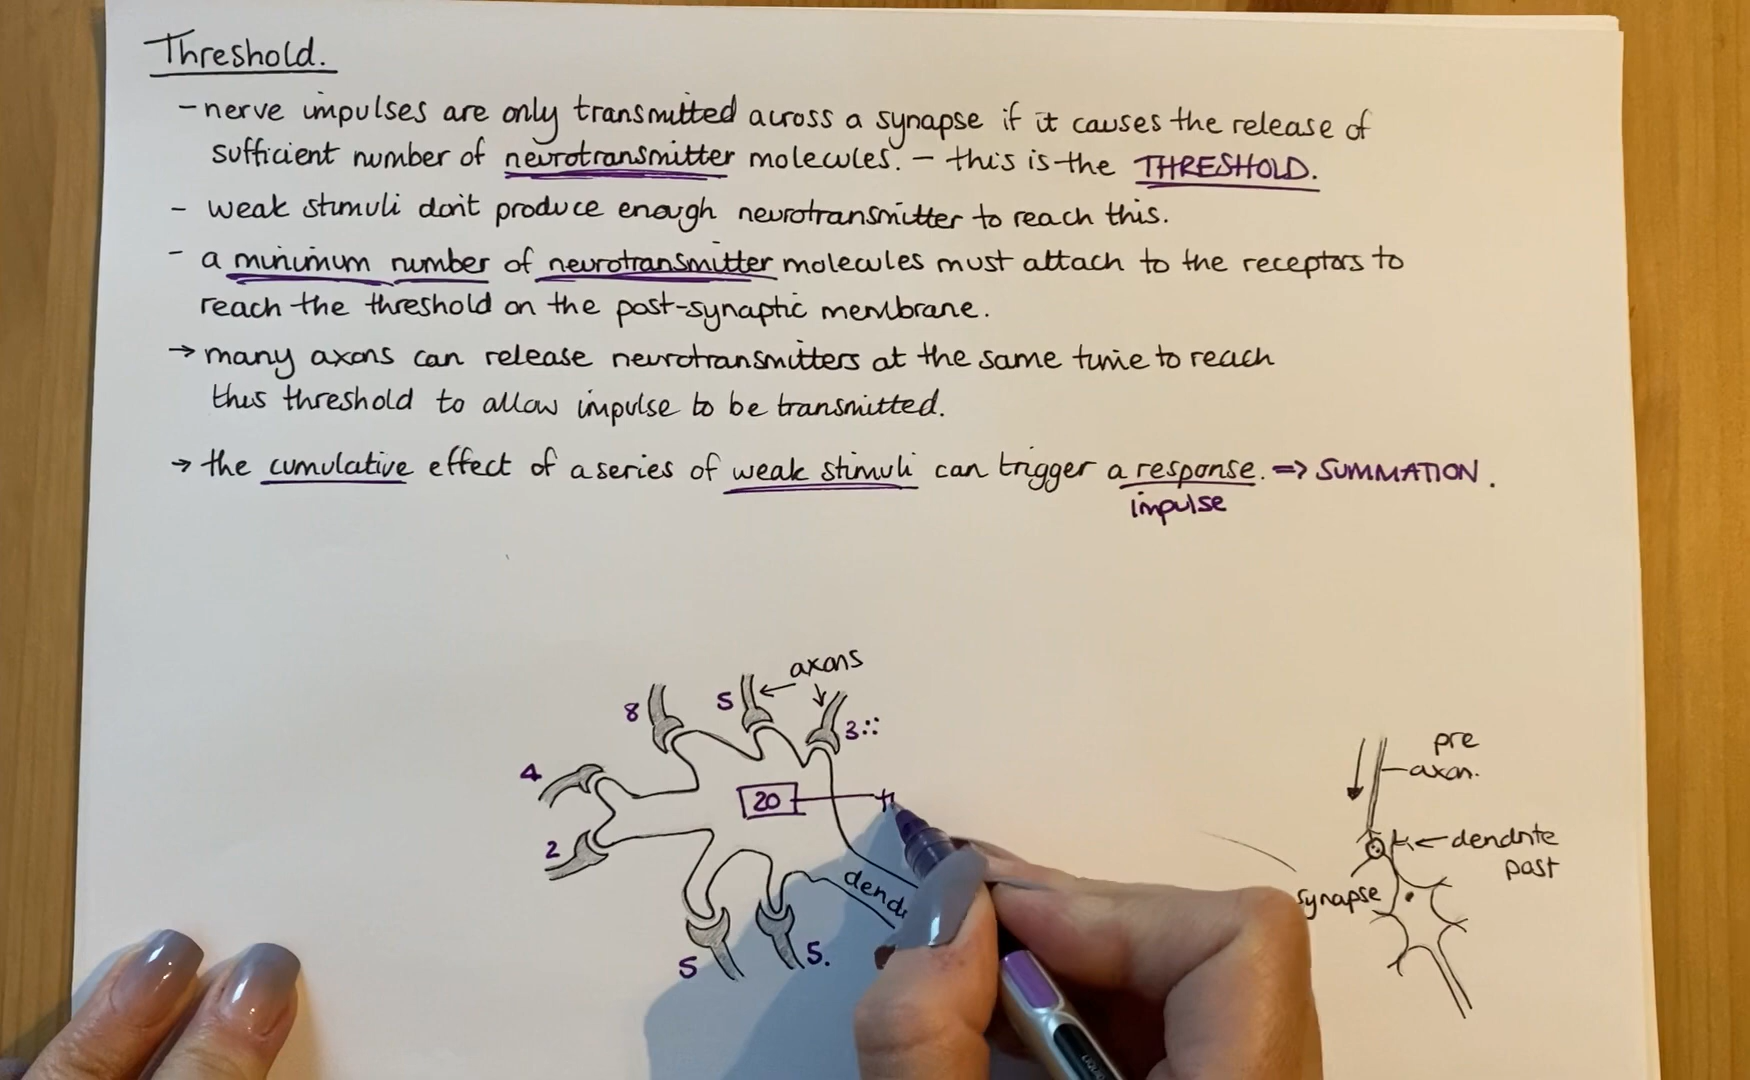 Threshold.
- nerve impulses are only transmitted across a synapse if it causes the release of
sufficient number of neurotransmitter molecules. - this is the THRESHOLD.
- weak stimuli don't produce enough neurotransmitter to reach this.
- a minimum number of neurotransmitter molecules must attach to the receptors to
reach the threshold on the post-synaptic membrane.
→ many axons can release neurotransmitters at the same time to reach
this threshold to allow impulse to be transmitted.
→ the cumulative effect of a series of weak stimuli can trigger a response. => SUMMATION.
impulse
axons
8
5
3
4
20
2
5
5.
pre
axon.
dendrite
post
synapse